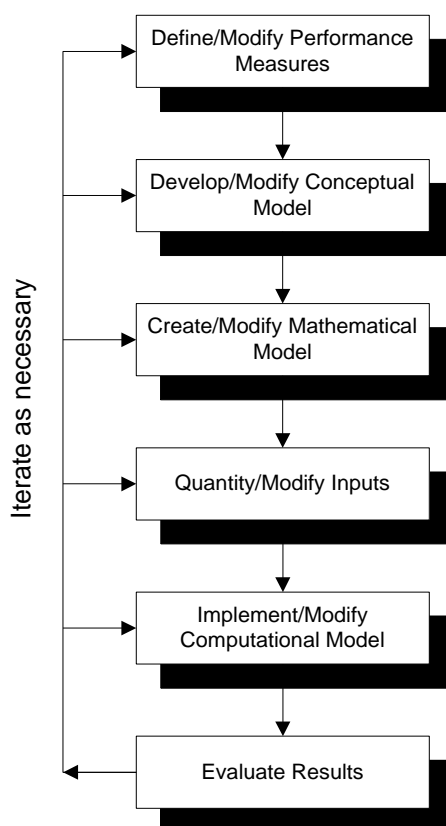 Define/Modify Performance
Measures
Develop/Modify Conceptual
Model
Create/Modify Mathematical
Model
Quantity/Modify Inputs
Implement/Modify
Computational Model
Evaluate Results
Iterate as necessary